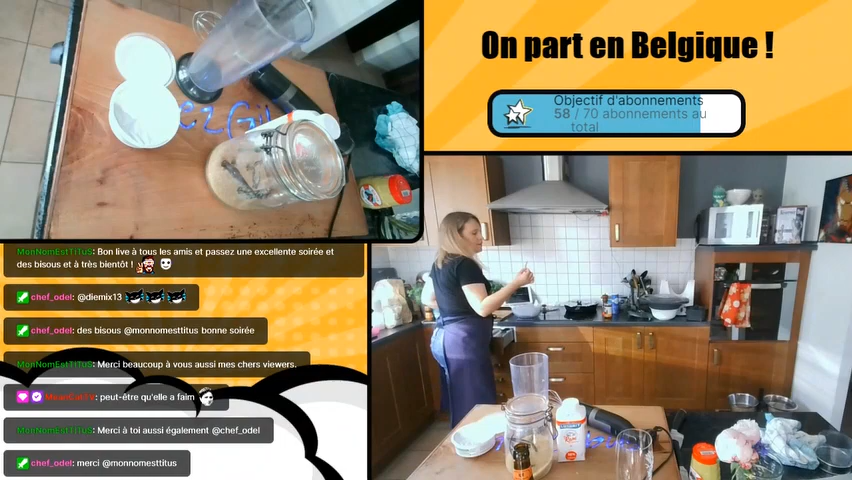 On part en Belgique !
Objectif d'abonnements
58 / 70 abonnements au
total
MonNomEstTiTuS: Bon live à tous les amis et passez une excellente soirée et
des bisous et à très bientôt !
chef_odel: @diemix13
chef_odel: des bisous @monnomesttitus bonne soirée
MonNomEstTiTuS: Merci beaucoup à vous aussi mes chers viewers.
peut-être qu'elle a faim
MonNomEstTiTuS: Merci à toi aussi également @chef_odel
chef_odel: merci @monnomesttitus